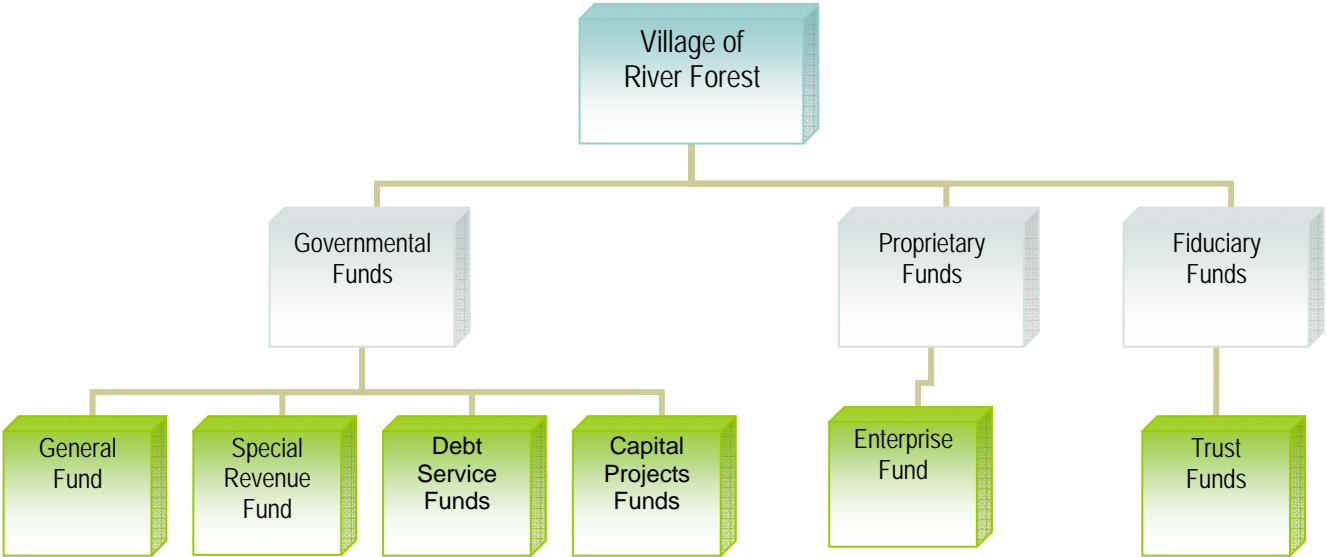 Village of
River Forest
Governmental
Funds
Proprietary
Funds
Fiduciary
Funds
General
Fund
Special
Revenue
Fund
Debt
Service
Funds
Capital
Projects
Funds
Enterprise
Fund
Trust
Funds